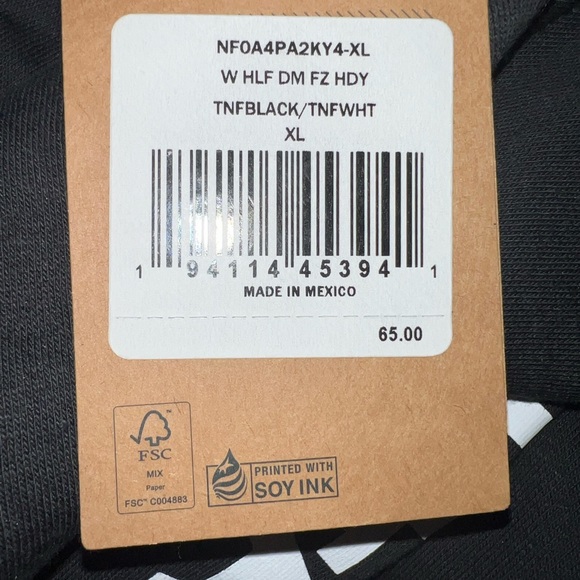 NF0A4PA2KY4-XL
W HLF DM FZ HDY
TNFBLACK/TNFWHT
XL
1 94114 45394 1
MADE IN MEXICO
65.00
FSC
MIX
Paper
FSC™ C004883
PRINTED WITH
SOY INK